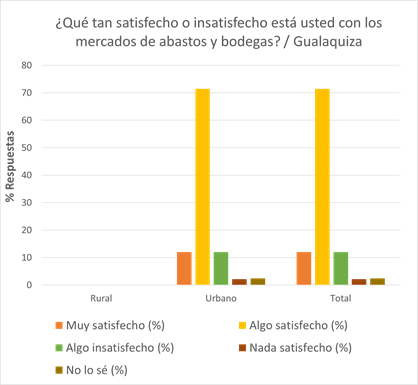 ¿Qué tan satisfecho o insatisfecho está usted con los
mercados de abastos y bodegas? / Gualaquiza
% Respuestas
80
70
60
50
40
30
20
10
0
Rural
Urbano
Total
Muy satisfecho (%)
Algo satisfecho (%)
Algo insatisfecho (%)
Nada satisfecho (%)
No lo sé (%)